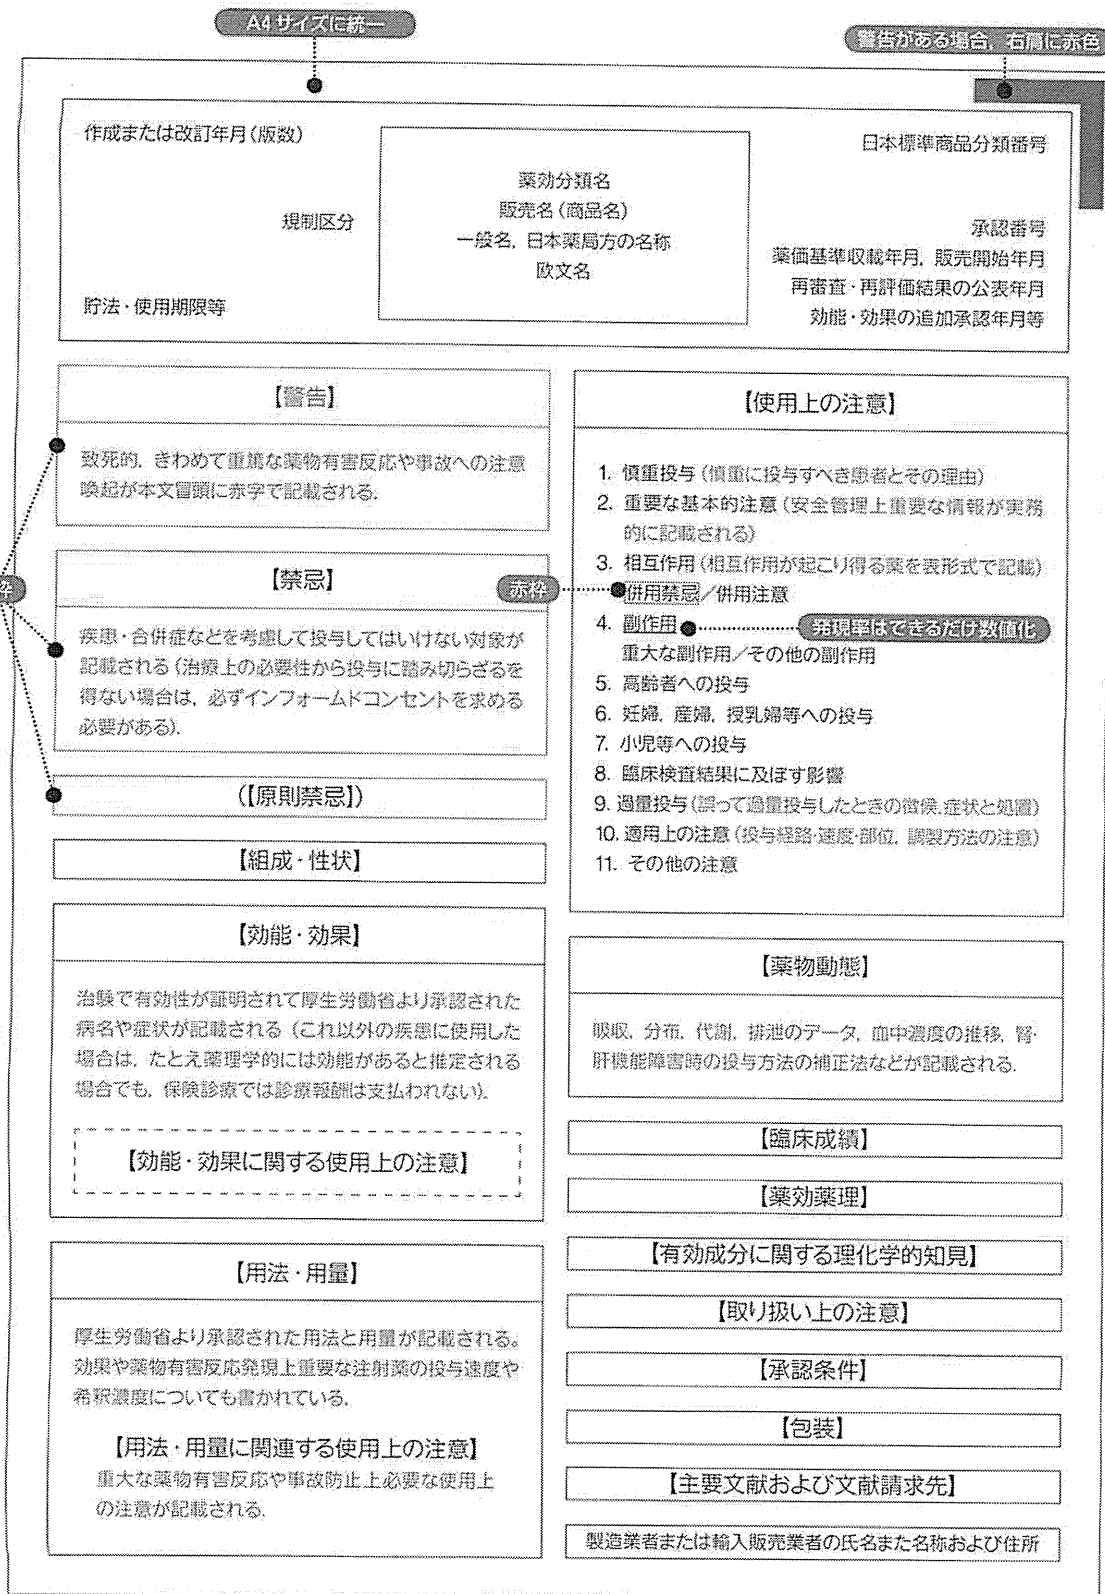 A4サイズに統一
警告がある場合，右肩に赤色
作成または改訂年月(版数)
規制区分
貯法・使用期限等
薬効分類名
販売名(商品名)
一般名，日本薬局方の名称
欧文名
日本標準商品分類番号
承認番号
薬価基準収載年月，販売開始年月
再審査・再評価結果の公表年月
効能・効果の追加承認年月等
【警告】
致死的，きわめて重篤な薬物有害反応や事故への注意
喚起が本文冒頭に赤字で記載される．
枠
【禁忌】
疾患・合併症などを考慮して投与してはいけない対象が
記載される(治療上の必要性から投与に踏み切らざるを
得ない場合は，必ずインフォームドコンセントを求める
必要がある)．
(【原則禁忌】)
【組成・性状】
【効能・効果】
治験で有効性が証明されて厚生労働省より承認された
病名や症状が記載される (これ以外の疾患に使用した
場合は，たとえ薬理学的には効能があると推定される
場合でも，保険診療では診療報酬は支払われない)．
【効能・効果に関する使用上の注意】
【用法・用量】
厚生労働省より承認された用法と用量が記載される。
効果や薬物有害反応発現上重要な注射薬の投与速度や
希釈濃度についても書かれている．
【用法・用量に関連する使用上の注意】
重大な薬物有害反応や事故防止上必要な使用上
の注意が記載される．
【使用上の注意】
1. 慎重投与 (慎重に投与すべき患者とその理由)
2. 重要な基本的注意 (安全管理上重要な情報が実務
的に記載される)
3. 相互作用 (相互作用が起こり得る薬を表形式で記載)
赤枠
併用禁忌／併用注意
4. 副作用 発現率はできるだけ数値化
重大な副作用／その他の副作用
5. 高齢者への投与
6. 妊婦，産婦，授乳婦等への投与
7. 小児等への投与
8. 臨床検査結果に及ぼす影響
9. 過量投与(誤って過量投与したときの徴候，症状と処置)
10. 適用上の注意 (投与経路・速度・部位，調製方法の注意)
11. その他の注意
【薬物動態】
吸収，分布，代謝，排泄のデータ，血中濃度の推移，腎・
肝機能障害時の投与方法の補正法などが記載される．
【臨床成績】
【薬効薬理】
【有効成分に関する理化学的知見】
【取り扱い上の注意】
【承認条件】
【包装】
【主要文献および文献請求先】
製造業者または輸入販売業者の氏名また名称および住所